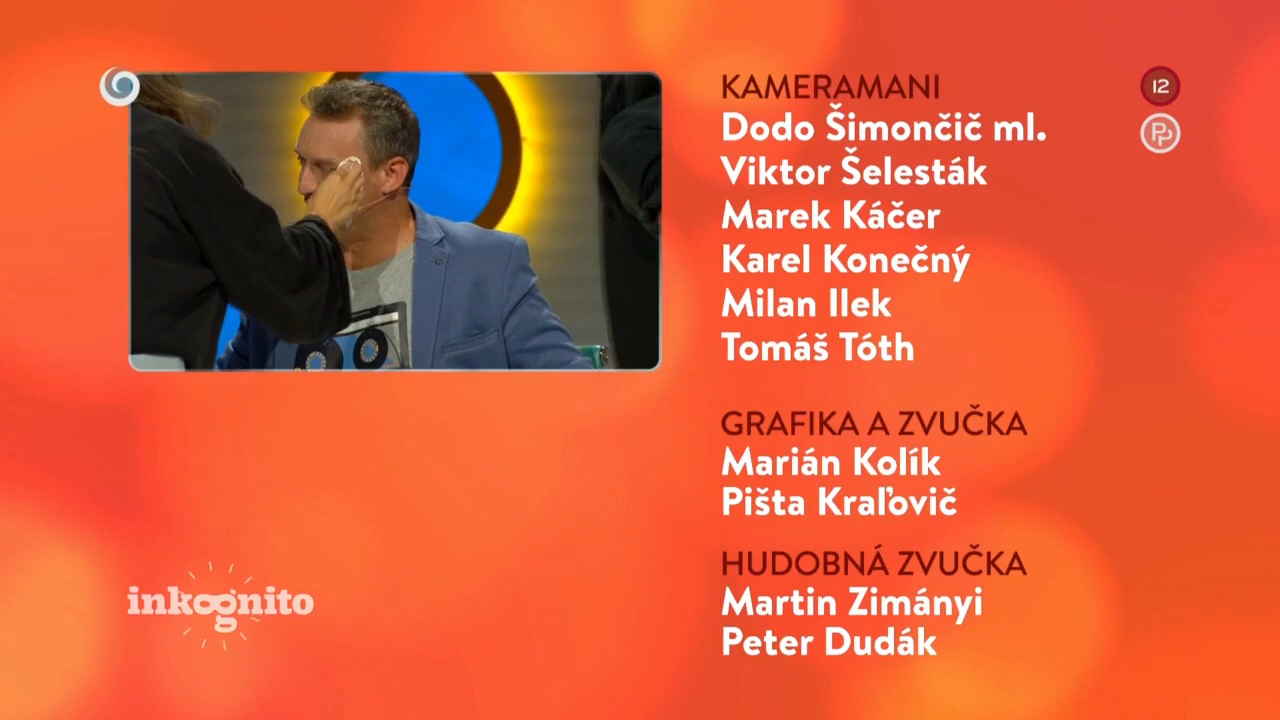 KAMERAMANI
Dodo Šimončič ml.
Viktor Šelesták
Marek Káčer
Karel Konečný
Milan Ilek
Tomáš Tóth
GRAFIKA A ZVUČKA
Marián Kolík
Pišta Kraľovič
HUDOBNÁ ZVUČKA
Martin Zimányi
Peter Dudák
inkognito
12
PP